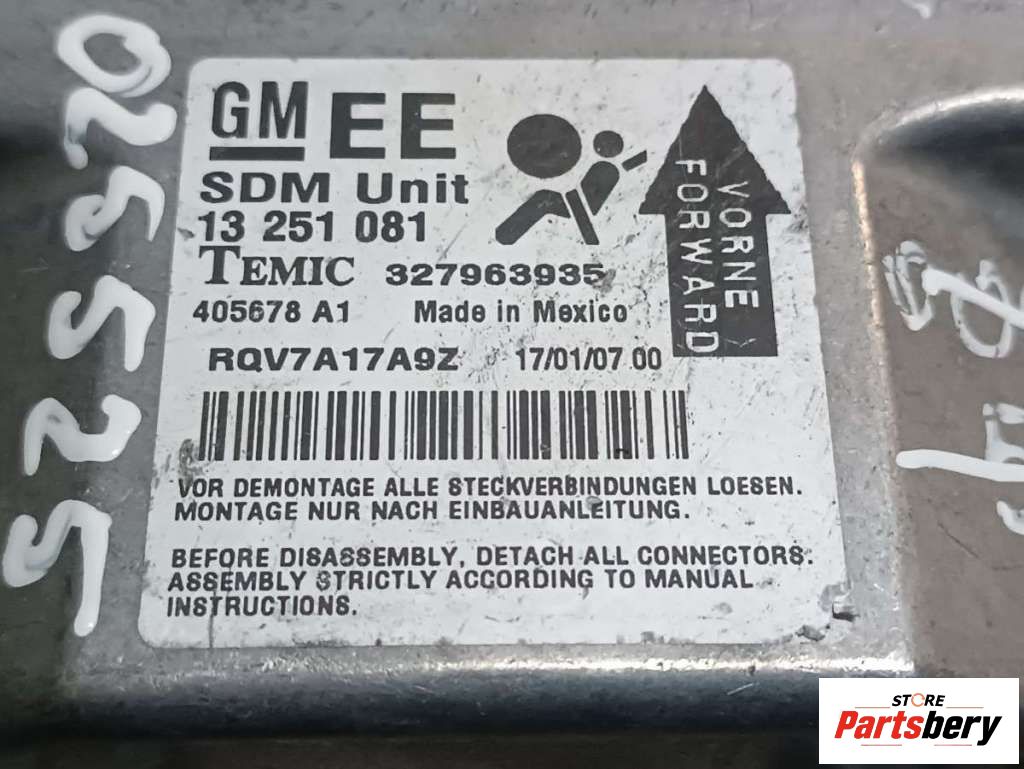 GM EE
SDM Unit
13 251 081
TEMIC 327963935
405678 A1 Made in Mexico
RQV7A17A9Z 17/01/07 00
VORNE
FORWARD
VOR DEMONTAGE ALLE STECKVERBINDUNGEN LOESEN.
MONTAGE NUR NACH EINBAUANLEITUNG.
BEFORE DISASSEMBLY, DETACH ALL CONNECTORS.
ASSEMBLY STRICTLY ACCORDING TO MANUAL
INSTRUCTIONS.
STORE
Partsbery